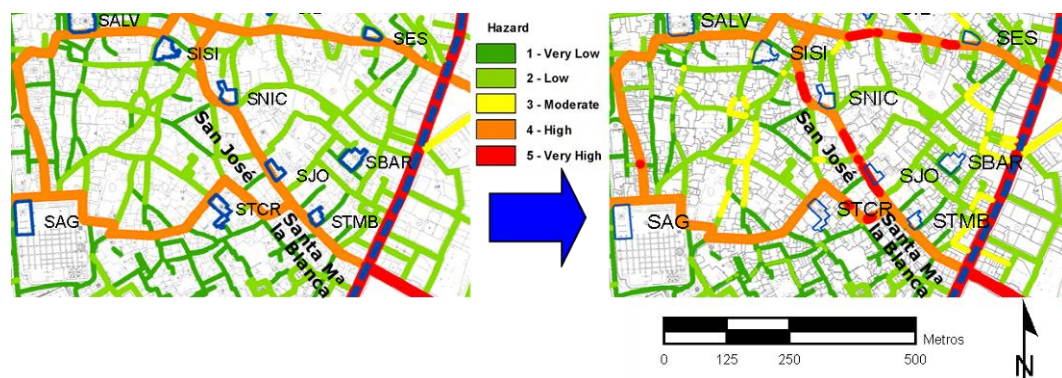 SALV
SISI
SES
SNIC
San José
SBAR
SJO
SAG
STCR
STMB
Santa Ma
la Blanca
Hazard
1 - Very Low
2 - Low
3 - Moderate
4 - High
5 - Very High
SALV
SISI
SES
SNIC
San José
SBAR
SJO
SAG
STCR
STMB
Santa Ma
la Blanca
Metros
0 125 250 500
N